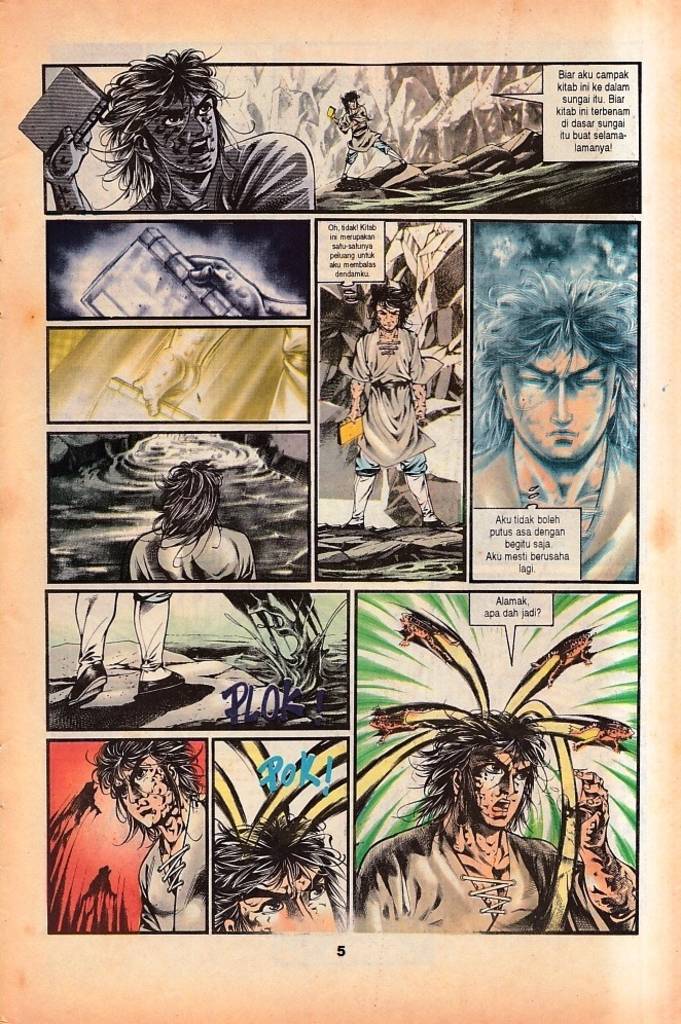 Biar aku campak
kitab ini ke dalam
sungai itu. Biar
kitab ini terbenam
di dasar sungai
itu buat selama-
lamanya!
Oh, tidak! Kitab
ini merupakan
satu-satunya
peluang untuk
aku membalas
dendamku.
Aku tidak boleh
putus asa dengan
begitu saja.
Aku mesti berusaha
lagi.
PLOK!
Alamak,
apa dah jadi?
POK!
5